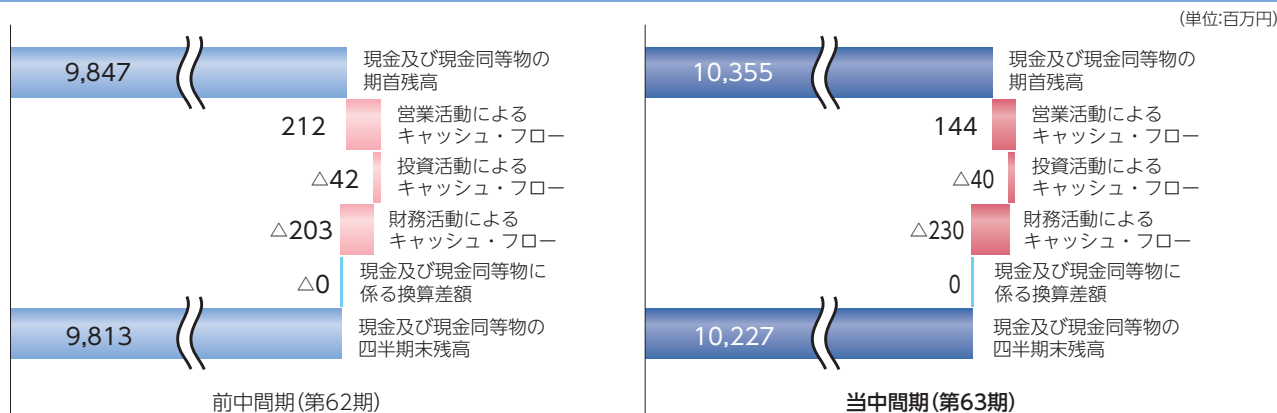 (単位:百万円)
9,847
現金及び現金同等物の
期首残高
212
営業活動による
キャッシュ・フロー
△42
投資活動による
キャッシュ・フロー
△203
財務活動による
キャッシュ・フロー
△0
現金及び現金同等物に
係る換算差額
9,813
現金及び現金同等物の
四半期末残高
前中間期(第62期)
10,355
現金及び現金同等物の
期首残高
144
営業活動による
キャッシュ・フロー
△40
投資活動による
キャッシュ・フロー
△230
財務活動による
キャッシュ・フロー
0
現金及び現金同等物に
係る換算差額
10,227
現金及び現金同等物の
四半期末残高
当中間期(第63期)